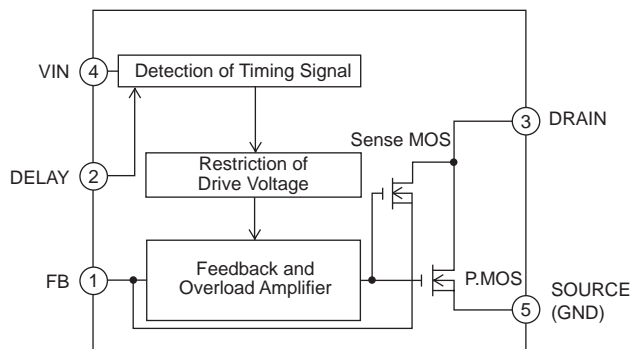 VIN
4
Detection of Timing Signal
3
DRAIN
Sense MOS
DELAY
2
Restriction of
Drive Voltage
FB
1
Feedback and
Overload Amplifier
P.MOS
5
SOURCE
(GND)